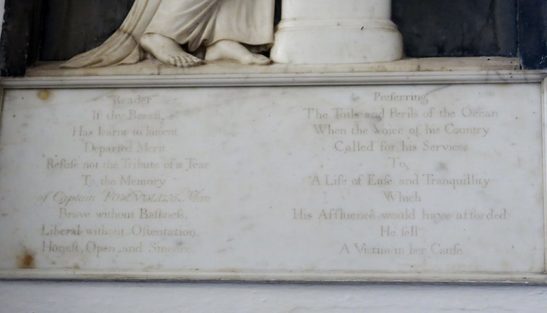 Reader
If thy Breast
Has learnt to lament
Departed Merit
Refuse not the Tribute of a Tear
To the Memory
of Captain
Brave without Baseness,
Liberal without Ostentation,
Honest, Open, and Sincere.
Preferring
The Toils and Perils of the Ocean
When the Voice of his Country
Called for his Services
To
A Life of Ease and Tranquillity
Which
His Affluence would have afforded
He fell
A Victim in her Cause